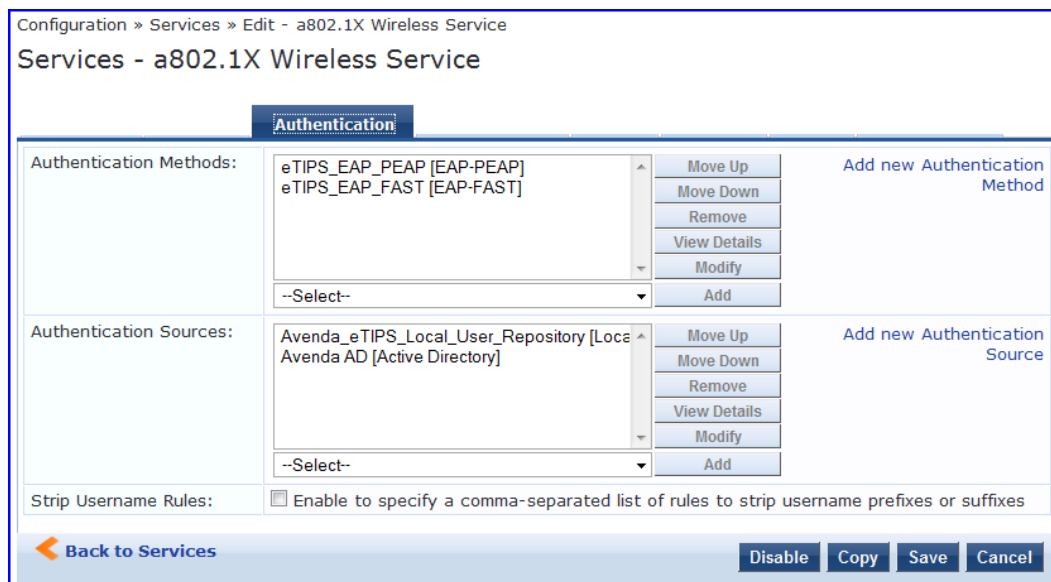 Configuration » Services » Edit - a802.1X Wireless Service
Services - a802.1X Wireless Service
Authentication
Authentication Methods:
eTIPS_EAP_PEAP [EAP-PEAP]
eTIPS_EAP_FAST [EAP-FAST]
Move Up
Move Down
Remove
View Details
Modify
Add new Authentication
Method
--Select--
Add
Authentication Sources:
Avenda_eTIPS_Local_User_Repository [Loca
Avenda AD [Active Directory]
Move Up
Move Down
Remove
View Details
Modify
Add new Authentication
Source
--Select--
Add
Strip Username Rules:
Enable to specify a comma-separated list of rules to strip username prefixes or suffixes
Back to Services
Disable
Copy
Save
Cancel